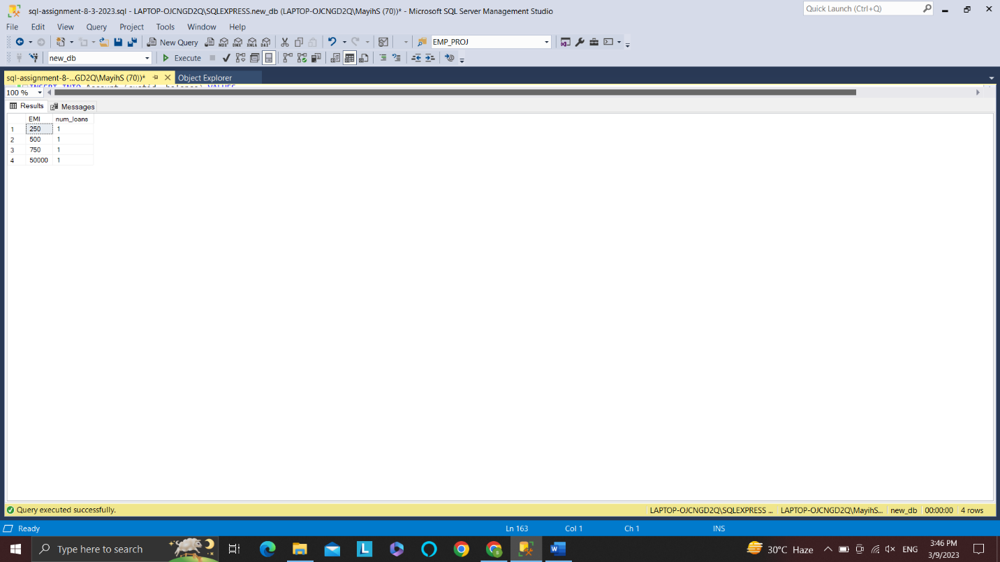 sql-assignment-8-3-2023.sql - LAPTOP-OJCNGD2Q\SQLEXPRESS.new_db (LAPTOP-OJCNGD2Q\MayihS (70))* - Microsoft SQL Server Management Studio
Quick Launch (Ctrl+Q)
File Edit View Query Project Tools Window Help
New Query MDX DMX XMLA DAX EMP_PROJ
new_db Execute
sql-assignment-8-...GD2Q\MayihS (70))* Object Explorer
INSERT INTO Account (custid, balance) VALUES
100 %
Results Messages
EMI num_loans
1 250 1
2 500 1
3 750 1
4 50000 1
Query executed successfully. LAPTOP-OJCNGD2Q\SQLEXPRESS ... LAPTOP-OJCNGD2Q\MayihS... new_db 00:00:00 4 rows
Ready Ln 163 Col 1 Ch 1 INS
Type here to search L W 30°C Haze ENG 3:46 PM
3/9/2023